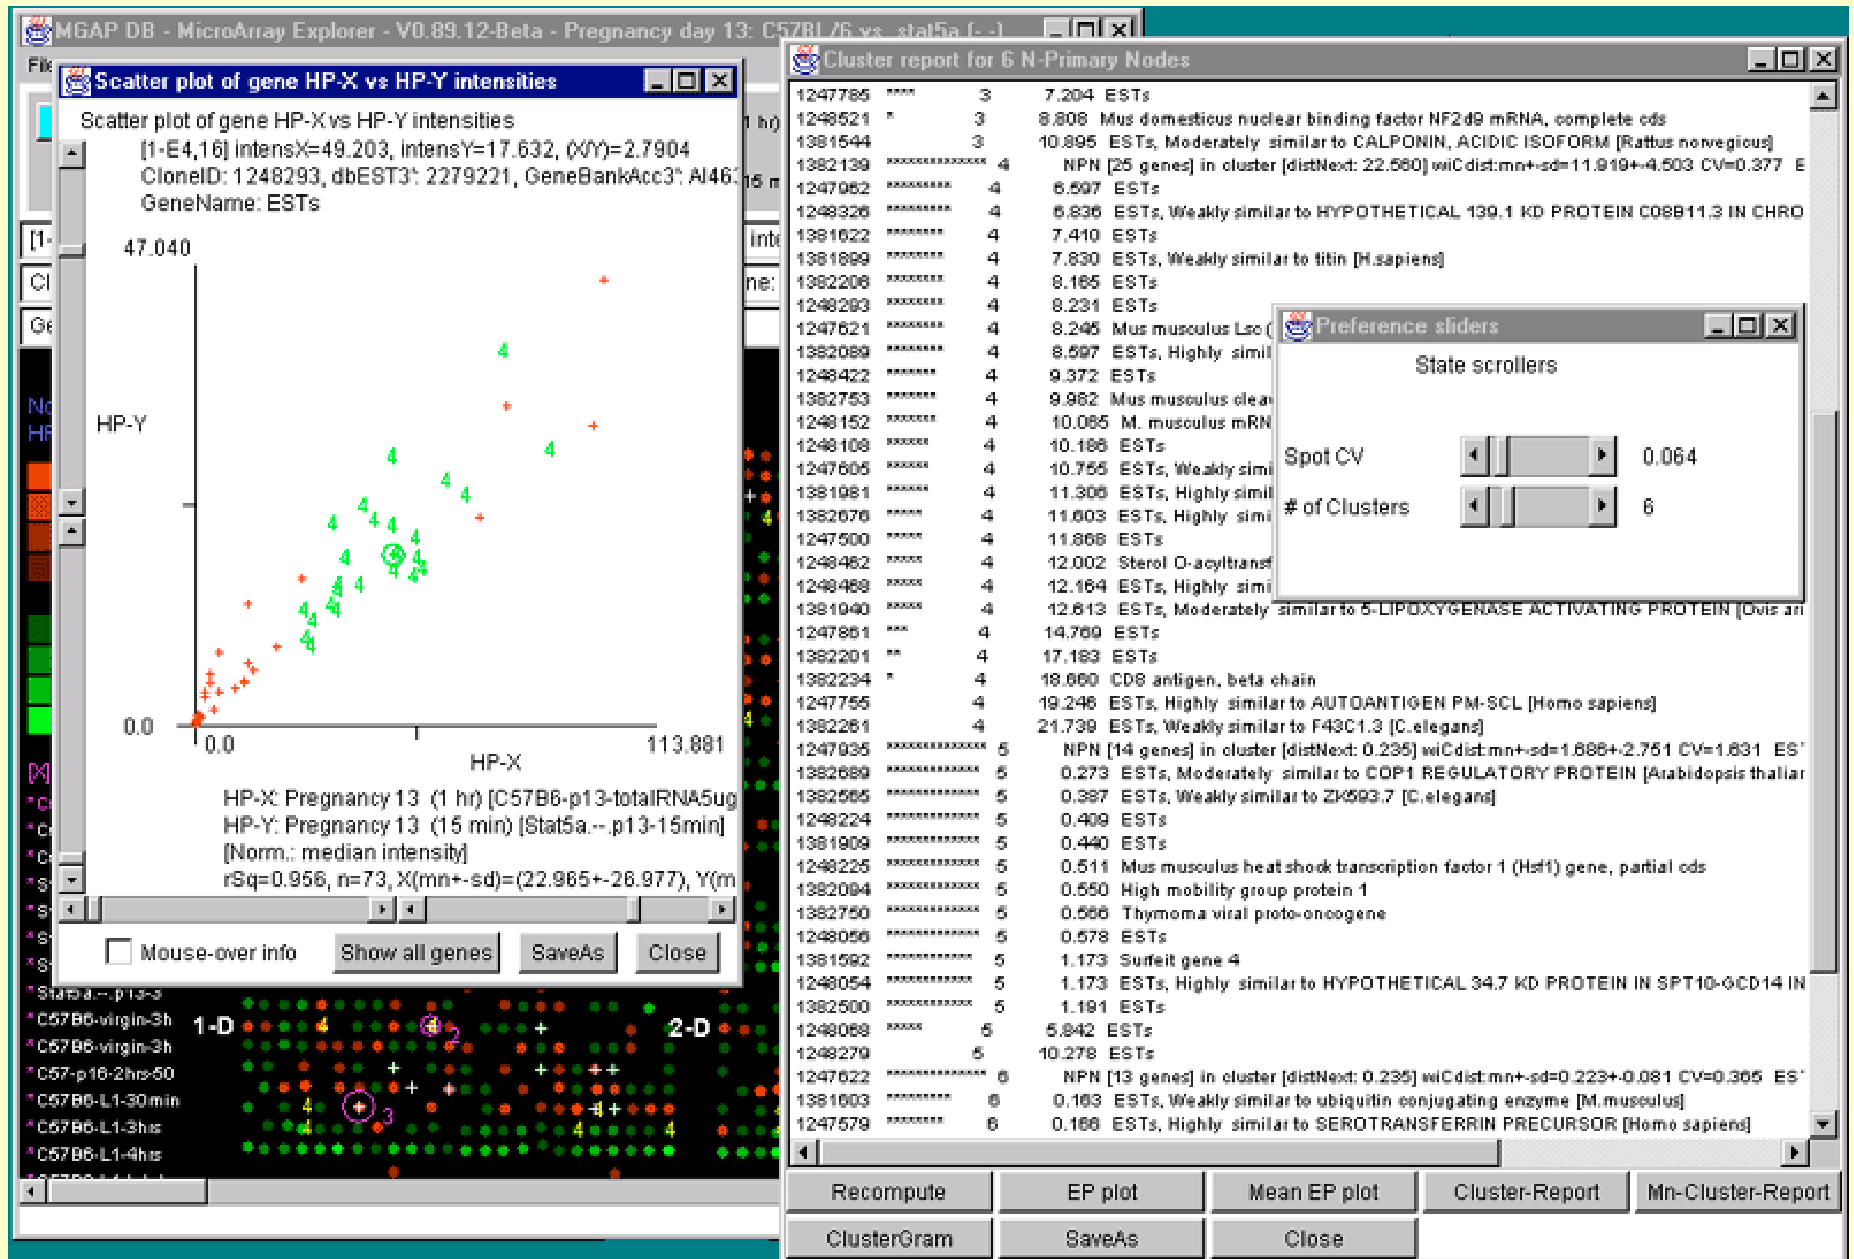 MGAP DB - MicroArray Explorer - V0.89.12-Beta - Pregnancy day 13: C57BL/6 vs. stat5a (- -)
Scatter plot of gene HP-X vs HP-Y intensities
Scatter plot of gene HP-X vs HP-Y intensities
[1-E4,16] intensX=49.203, intensY=17.632, (X/Y)=2.7904
CloneID: 1248293, dbEST3': 2279221, GeneBankAcc3': AI463
GeneName: ESTs
47.040
HP-Y
0.0
0.0
113.881
HP-X
HP-X: Pregnancy 13 (1 hr) [C57B6-p13-totalRNA5ug
HP-Y: Pregnancy 13 (15 min) [Stat5a.--.p13-15min]
[Norm.: median intensity]
rSq=0.956, n=73, X(mn+-sd)=(22.965+-26.977), Y(m
Mouse-over info
Show all genes
SaveAs
Close
* Stat5a.--.p13-3
* C57B6-virgin-3h
* C57B6-virgin-3h
* C57-p16-2hrs-50
* C57B6-L1-30min
* C57B6-L1-3hrs
* C57B6-L1-4hrs
1-D
2-D
2
3
Cluster report for 6 N-Primary Nodes
1247785 **** 3 7.204 ESTs
1248521 * 3 8.808 Mus domesticus nuclear binding factor NF2d9 mRNA, complete cds
1381544 3 10.895 ESTs, Moderately similar to CALPONIN, ACIDIC ISOFORM [Rattus norvegicus]
1382139 ************** 4 NPN [25 genes] in cluster [distNext: 22.560] wiCdist:mn+-sd=11.919+-4.503 CV=0.377 E
1247962 ********* 4 6.597 ESTs
1248326 ********* 4 6.836 ESTs, Weakly similar to HYPOTHETICAL 139.1 KD PROTEIN C08B11.3 IN CHRO
1381622 ******** 4 7.410 ESTs
1381899 ******** 4 7.830 ESTs, Weakly similar to titin [H.sapiens]
1382206 ******** 4 8.165 ESTs
1248293 ******** 4 8.231 ESTs
1247621 ******** 4 8.245 Mus musculus Lsc (
1382089 ******** 4 8.597 ESTs, Highly simil
1248422 ******* 4 9.372 ESTs
1382753 ******* 4 9.982 Mus musculus clea
1248152 ****** 4 10.065 M. musculus mRN
1248108 ****** 4 10.186 ESTs
1247605 ****** 4 10.755 ESTs, Weakly simi
1381981 ****** 4 11.306 ESTs, Highly simil
1382676 ***** 4 11.603 ESTs, Highly simi
1247500 ***** 4 11.868 ESTs
1248462 ***** 4 12.002 Sterol O-acyltransf
1248468 ***** 4 12.164 ESTs, Highly simi
1381940 ***** 4 12.613 ESTs, Moderately similar to 5-LIPOXYGENASE ACTIVATING PROTEIN [Ovis ari
1247861 *** 4 14.769 ESTs
1382201 ** 4 17.183 ESTs
1382234 * 4 18.660 CD8 antigen, beta chain
1247755 4 19.246 ESTs, Highly similar to AUTOANTIGEN PM-SCL [Homo sapiens]
1382261 4 21.739 ESTs, Weakly similar to F43C1.3 [C.elegans]
1247935 ************** 5 NPN [14 genes] in cluster [distNext: 0.235] wiCdist:mn+-sd=1.686+-2.751 CV=1.631 EST
1382689 ************* 5 0.273 ESTs, Moderately similar to COP1 REGULATORY PROTEIN [Arabidopsis thalian
1382565 ************* 5 0.387 ESTs, Weakly similar to ZK593.7 [C.elegans]
1248224 ************* 5 0.409 ESTs
1381909 ************* 5 0.440 ESTs
1248225 ************* 5 0.511 Mus musculus heat shock transcription factor 1 (Hsf1) gene, partial cds
1382094 ************* 5 0.550 High mobility group protein 1
1382750 ************* 5 0.566 Thymoma viral proto-oncogene
1248056 ************* 5 0.578 ESTs
1381592 ************ 5 1.173 Surfeit gene 4
1248054 ************ 5 1.173 ESTs, Highly similar to HYPOTHETICAL 34.7 KD PROTEIN IN SPT10-GCD14 IN
1382500 ************ 5 1.191 ESTs
1248068 ***** 5 5.842 ESTs
1248279 5 10.278 ESTs
1247622 ************** 6 NPN [13 genes] in cluster [distNext: 0.235] wiCdist:mn+-sd=0.223+-0.081 CV=0.365 EST
1381603 ********* 6 0.163 ESTs, Weakly similar to ubiquitin conjugating enzyme [M.musculus]
1247579 ******** 6 0.166 ESTs, Highly similar to SEROTRANSFERRIN PRECURSOR [Homo sapiens]
Recompute
EP plot
Mean EP plot
Cluster-Report
Mn-Cluster-Report
ClusterGram
SaveAs
Close
Preference sliders
State scrollers
Spot CV
0.064
# of Clusters
6